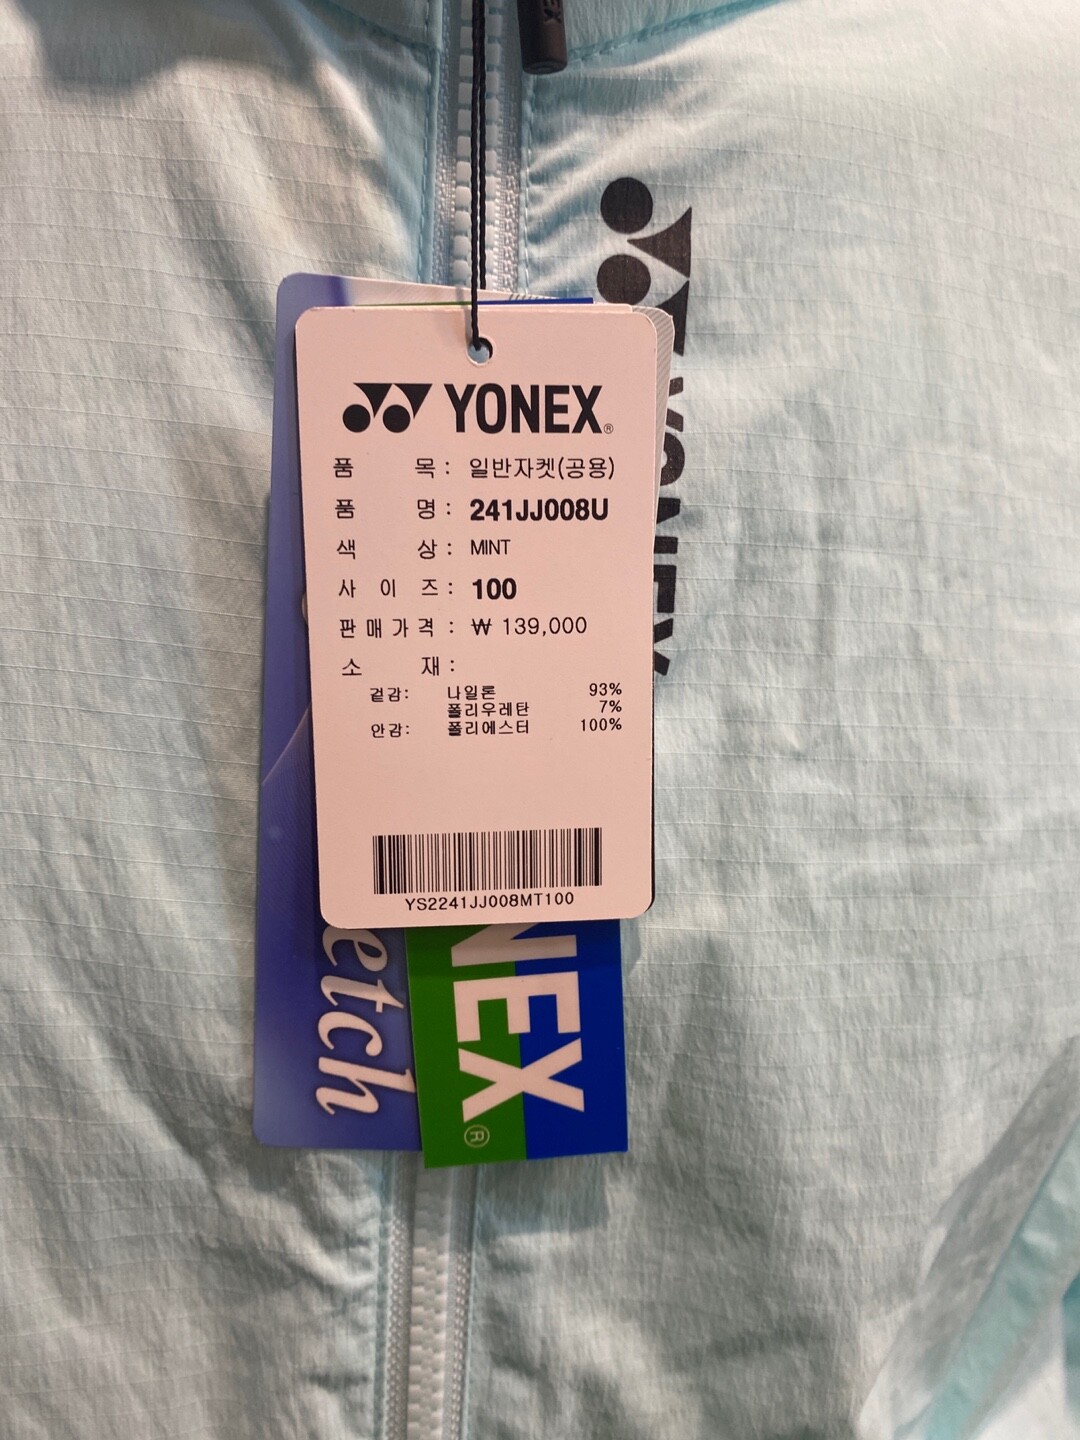 YONEX
YONEX®
품 목 : 일반자켓(공용)
품 명 : 241JJ008U
색 상 : MINT
사 이 즈 : 100
판 매 가 격 : ₩ 139,000
소 재 :
겉감: 나일론 93%
폴리우레탄 7%
안감: 폴리에스터 100%
YS2241JJ008MT100
etch
NEX®